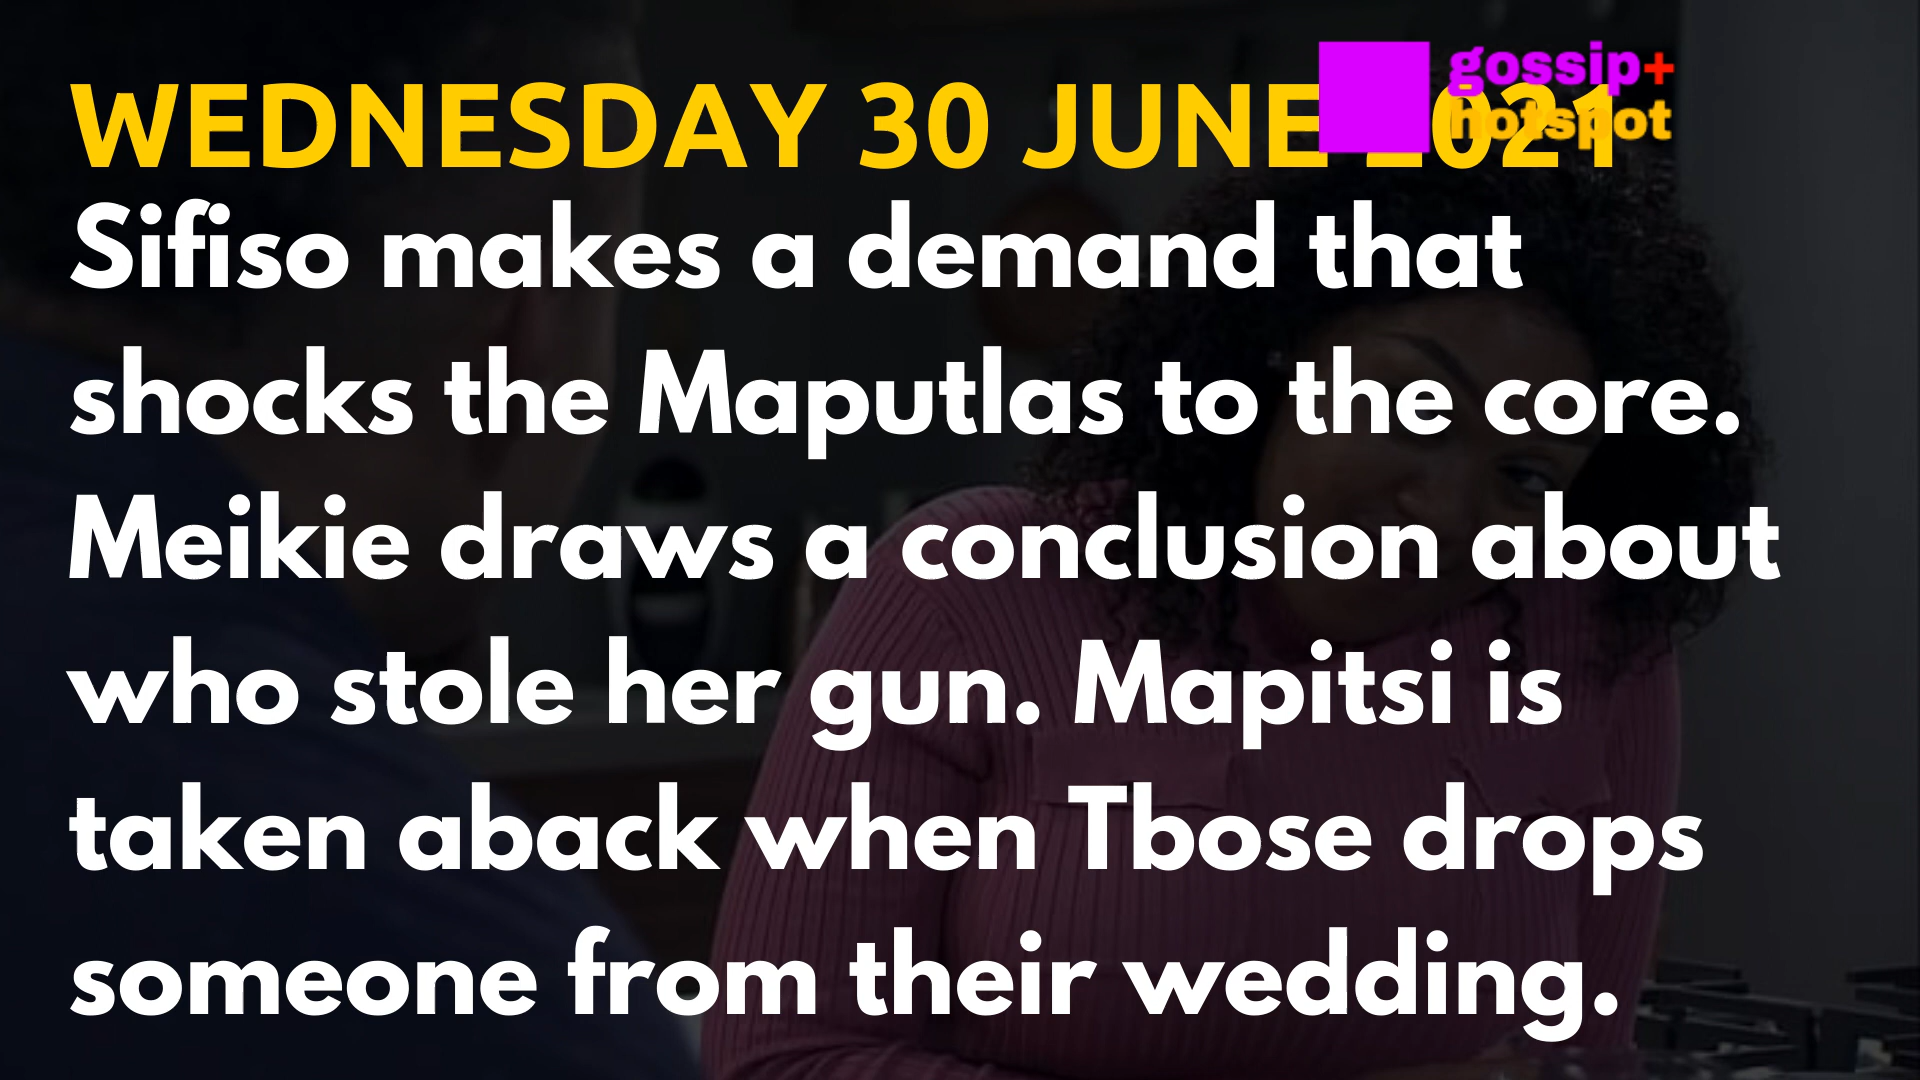 WEDNESDAY 30 JUNE 2021
gossip+
hotspot
Sifiso makes a demand that
shocks the Maputlas to the core.
Meikie draws a conclusion about
who stole her gun. Mapitsi is
taken aback when Tbose drops
someone from their wedding.